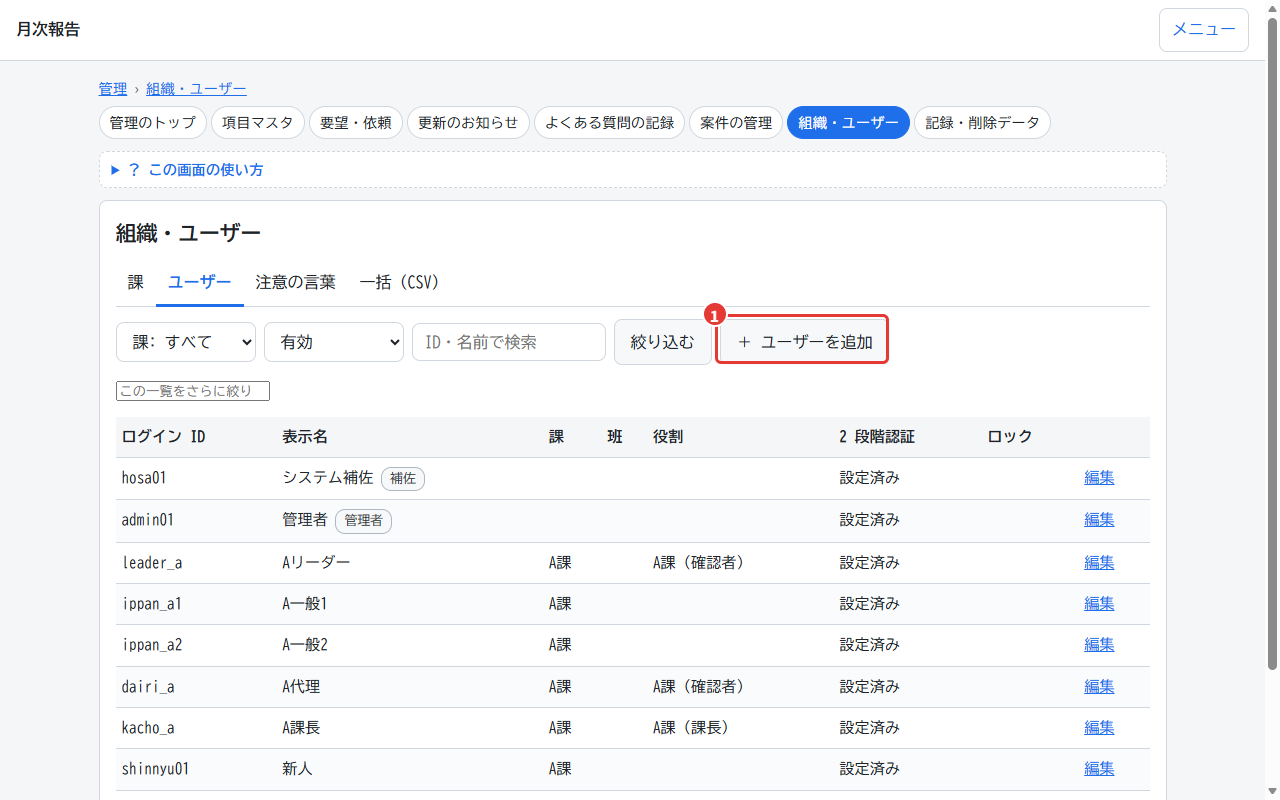 月次報告
メニュー
管理 › 組織・ユーザー
管理のトップ 項目マスタ 要望・依頼 更新のお知らせ よくある質問の記録 案件の管理 組織・ユーザー 記録・削除データ
▶ ? この画面の使い方
組織・ユーザー
課 ユーザー 注意の言葉 一括（CSV）
課: すべて 有効 ID・名前で検索 絞り込む 1 ＋ ユーザーを追加
この一覧をさらに絞り
ログイン ID 表示名 課 班 役割 2 段階認証 ロック
hosa01 システム補佐 補佐 設定済み 編集
admin01 管理者 管理者 設定済み 編集
leader_a Aリーダー A課 A課（確認者） 設定済み 編集
ippan_a1 A一般1 A課 設定済み 編集
ippan_a2 A一般2 A課 設定済み 編集
dairi_a A代理 A課 A課（確認者） 設定済み 編集
kacho_a A課長 A課 A課（課長） 設定済み 編集
shinnyu01 新人 A課 設定済み 編集